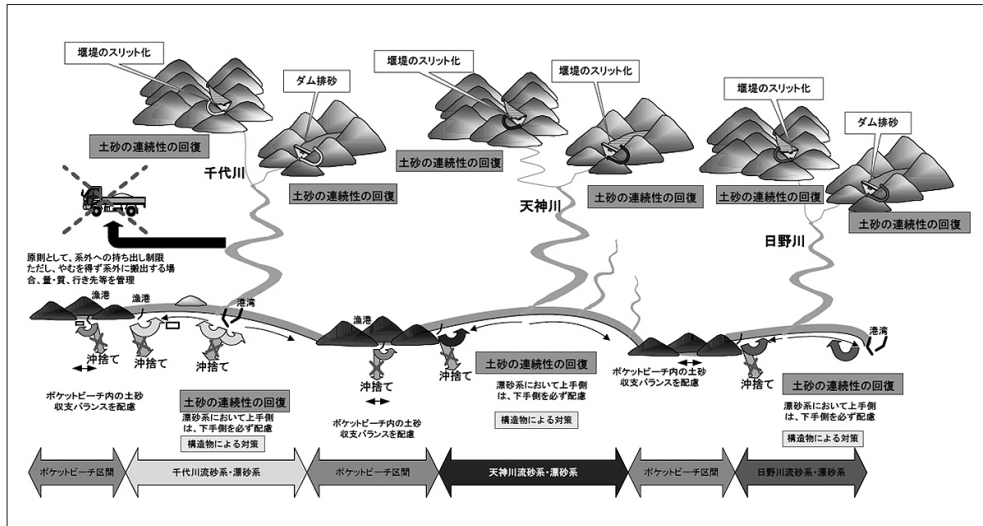 堰堤のスリット化
ダム排砂
土砂の連続性の回復
千代川
土砂の連続性の回復
堰堤のスリット化
堰堤のスリット化
土砂の連続性の回復
天神川
土砂の連続性の回復
堰堤のスリット化
ダム排砂
土砂の連続性の回復
日野川
土砂の連続性の回復
原則として、系外への持ち出し制限
ただし、やむを得ず系外に搬出する場
合、量・質、行き先等を管理
漁港
漁港
港湾
沖捨て
沖捨て
沖捨て
ポケットビーチ内の土砂
収支バランスを配慮
土砂の連続性の回復
漂砂系において上手側
は、下手側を必ず配慮
構造物による対策
漁港
沖捨て
沖捨て
ポケットビーチ内の土砂
収支バランスを配慮
土砂の連続性の回復
漂砂系において上手側
は、下手側を必ず配慮
構造物による対策
ポケットビーチ内の土砂
収支バランスを配慮
港湾
沖捨て
土砂の連続性の回復
漂砂系において上手側
は、下手側を必ず配慮
構造物による対策
ポケットビーチ区間
千代川流砂系・漂砂系
ポケットビーチ区間
天神川流砂系・漂砂系
ポケットビーチ区間
日野川流砂系・漂砂系